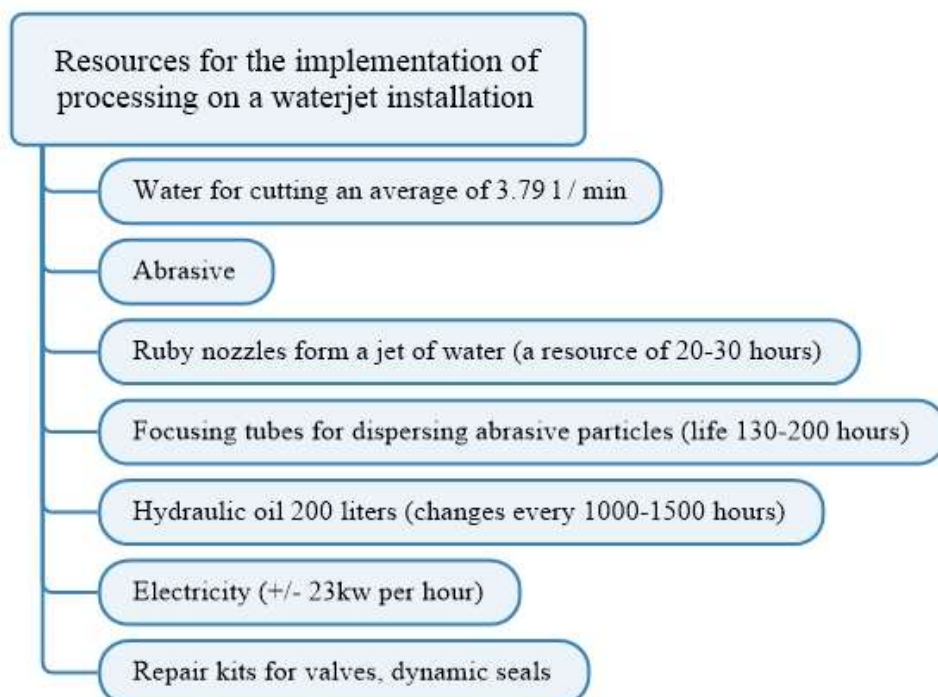 Resources for the implementation of
processing on a waterjet installation
Water for cutting an average of 3.79 l / min
Abrasive
Ruby nozzles form a jet of water (a resource of 20-30 hours)
Focusing tubes for dispersing abrasive particles (life 130-200 hours)
Hydraulic oil 200 liters (changes every 1000-1500 hours)
Electricity (+/- 23kw per hour)
Repair kits for valves, dynamic seals